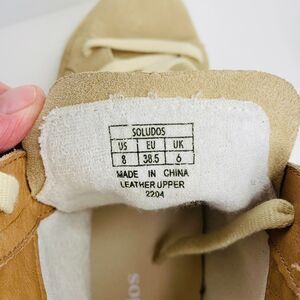 SOLUDOS
US EU UK
8 38.5 6
MADE IN CHINA
LEATHER UPPER
2204